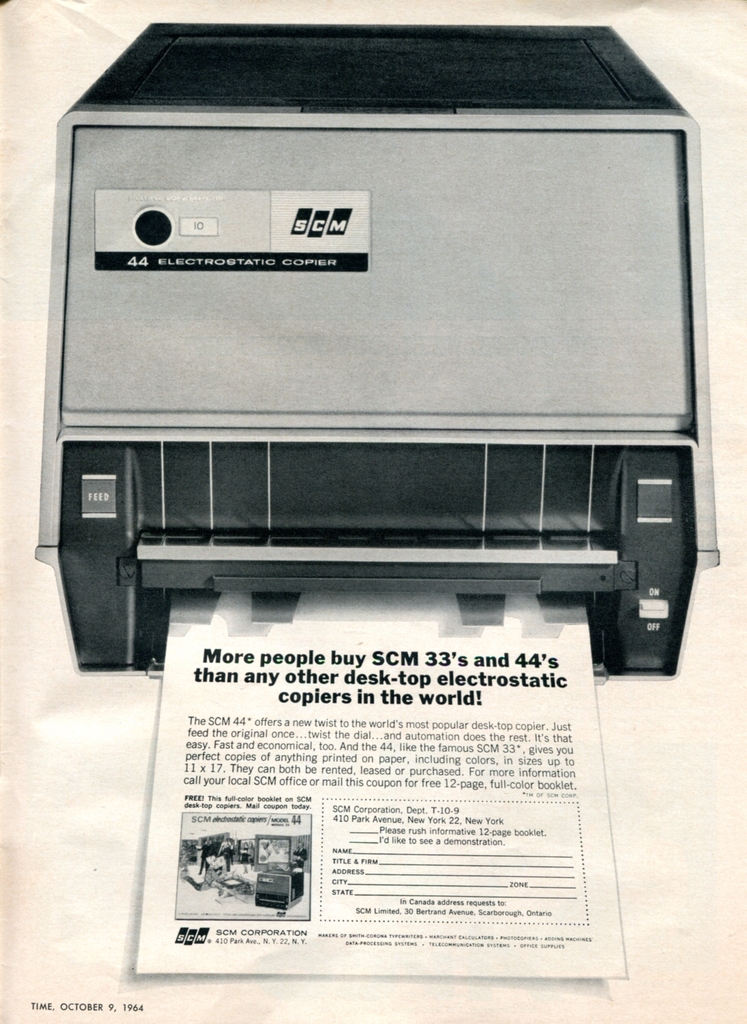 10
SCM
44 ELECTROSTATIC COPIER
FEED
ON
OFF
More people buy SCM 33's and 44's
than any other desk-top electrostatic
copiers in the world!
The SCM 44* offers a new twist to the world's most popular desk-top copier. Just
feed the original once...twist the dial...and automation does the rest. It's that
easy. Fast and economical, too. And the 44, like the famous SCM 33*, gives you
perfect copies of anything printed on paper, including colors, in sizes up to
11 x 17. They can both be rented, leased or purchased. For more information
call your local SCM office or mail this coupon for free 12-page, full-color booklet.
*TM OF SCM CORP.
FREE! This full-color booklet on SCM
desk-top copiers. Mail coupon today.
SCM electrostatic copiers / MODEL 44
SCM Corporation, Dept. T-10-9
410 Park Avenue, New York 22, New York
Please rush informative 12-page booklet.
I'd like to see a demonstration.
NAME
TITLE & FIRM
ADDRESS
CITY ZONE
STATE
In Canada address requests to:
SCM Limited, 30 Bertrand Avenue, Scarborough, Ontario
SCM ® SCM CORPORATION
410 Park Ave., N. Y. 22, N. Y.
MAKERS OF SMITH-CORONA TYPEWRITERS • MARCHANT CALCULATORS • PHOTOCOPIERS • ADDING MACHINES
DATA-PROCESSING SYSTEMS • TELECOMMUNICATION SYSTEMS • OFFICE SUPPLIES
TIME, OCTOBER 9, 1964